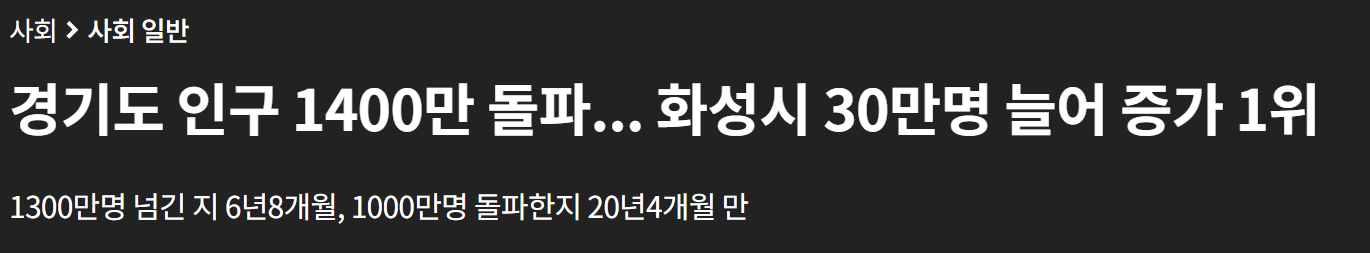 사회 > 사회 일반
경기도 인구 1400만 돌파... 화성시 30만명 늘어 증가 1위
1300만명 넘긴 지 6년8개월, 1000만명 돌파한지 20년4개월 만